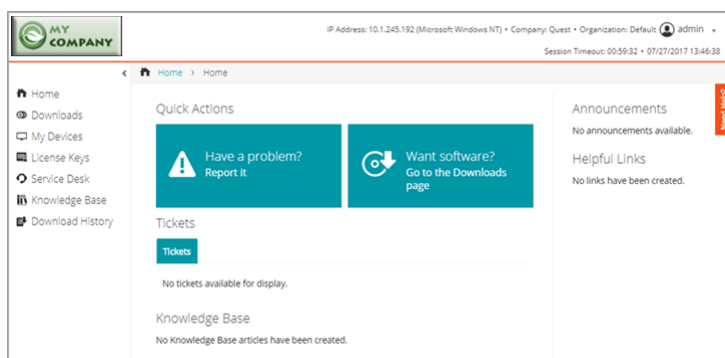 MY
COMPANY
IP Address: 10.1.245.192 (Microsoft Windows NT) • Company: Quest • Organization: Default admin
Session Timeout: 00:59:32 • 07/27/2017 13:46:38
Home > Home
Home
Downloads
My Devices
License Keys
Service Desk
Knowledge Base
Download History
Quick Actions
Have a problem?
Report it
Want software?
Go to the Downloads
page
Tickets
Tickets
No tickets available for display.
Knowledge Base
No Knowledge Base articles have been created.
Announcements
No announcements available.
Helpful Links
No links have been created.
Need Help?